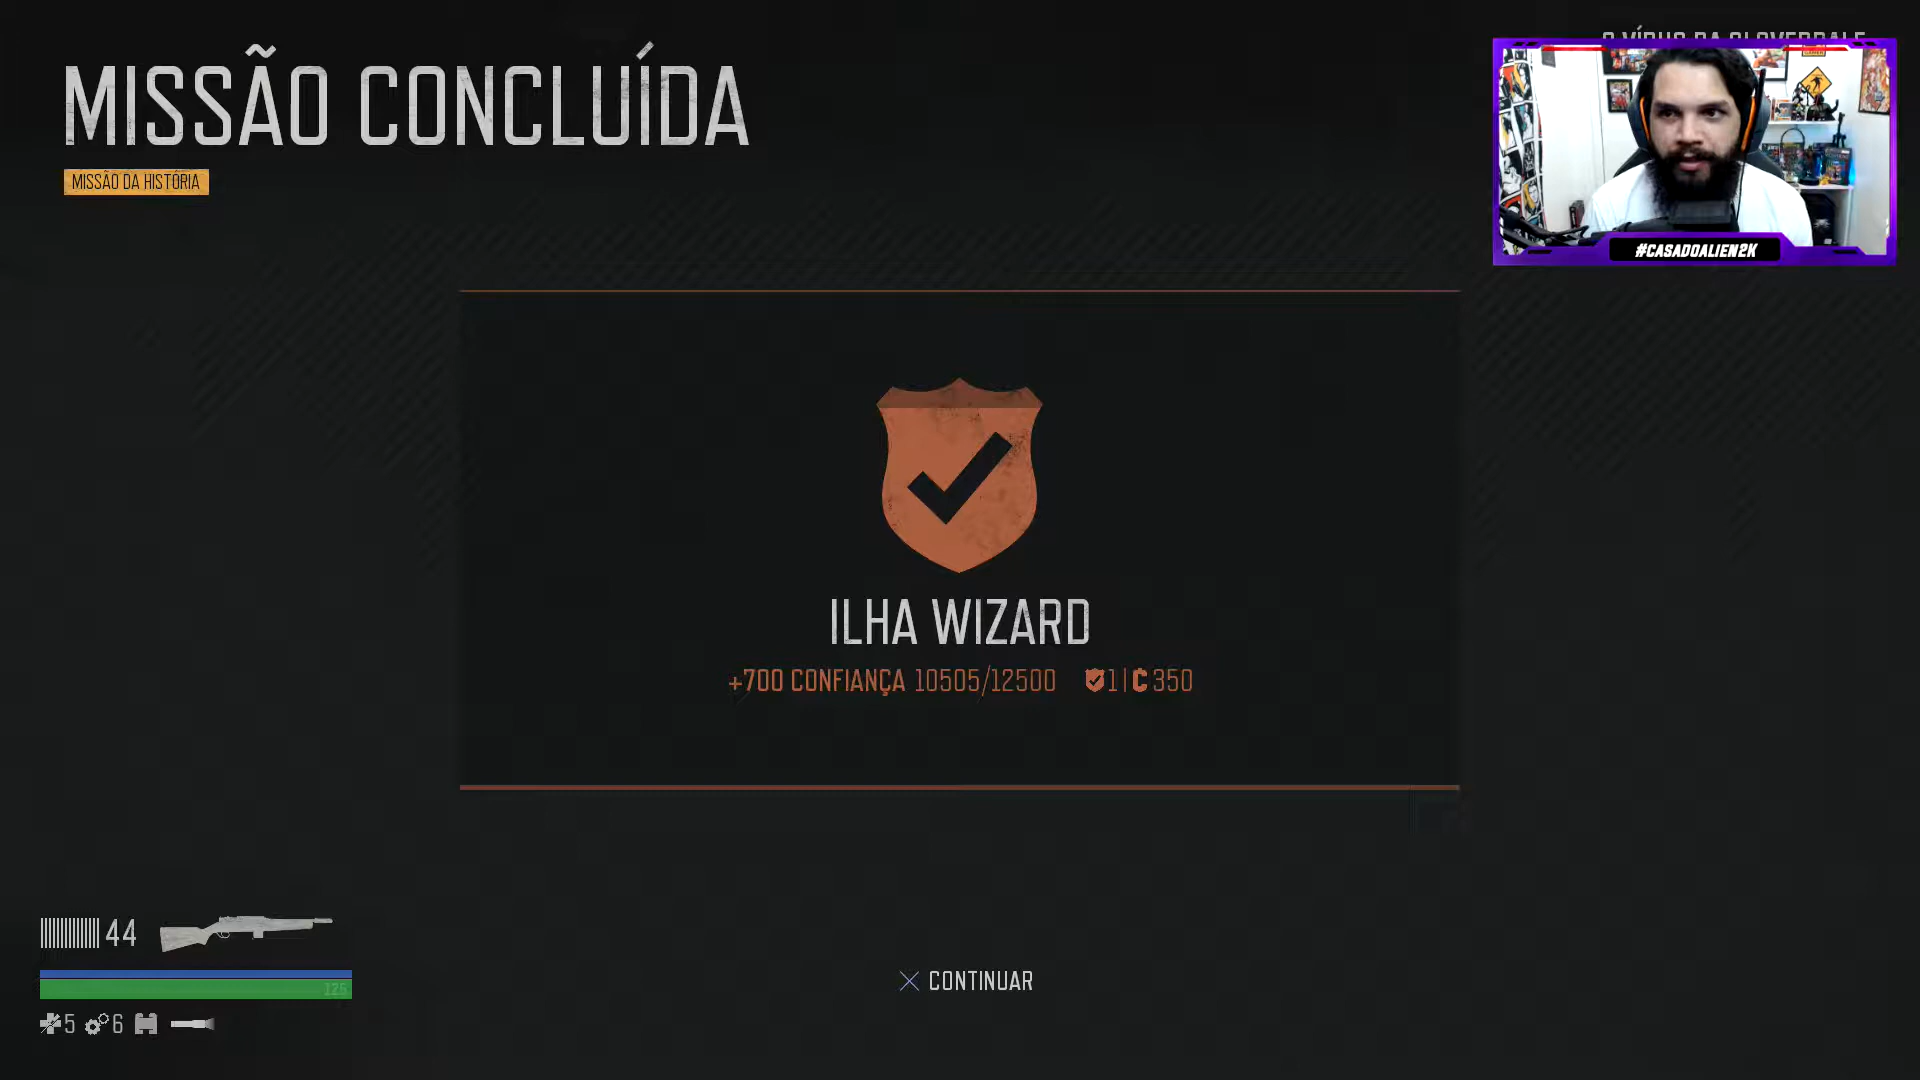 MISSÃO CONCLUÍDA
MISSÃO DA HISTÓRIA
#CASADOALIEN2K
ILHA WIZARD
+700 CONFIANÇA 10505/12500 1 | 350
44
125
5 6
CONTINUAR